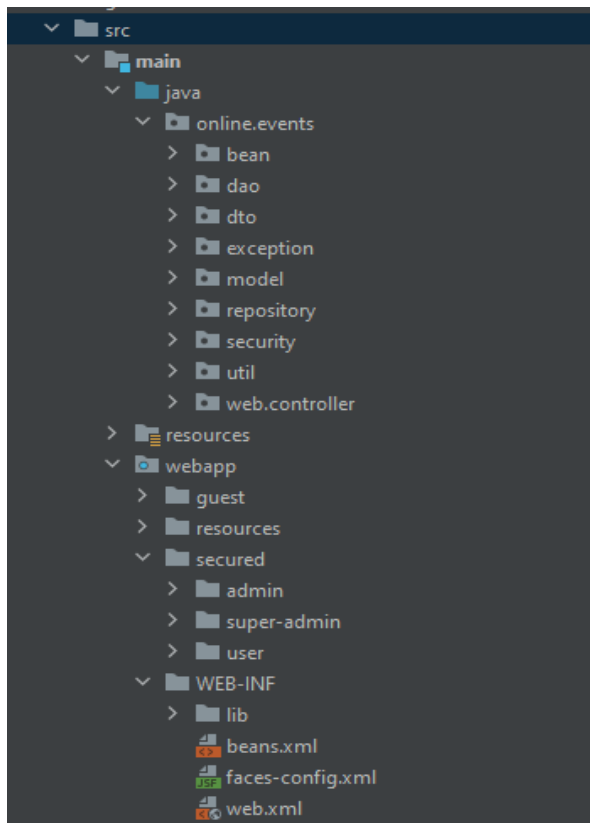 src
main
java
online.events
bean
dao
dto
exception
model
repository
security
util
web.controller
resources
webapp
guest
resources
secured
admin
super-admin
user
WEB-INF
lib
beans.xml
JSF faces-config.xml
web.xml